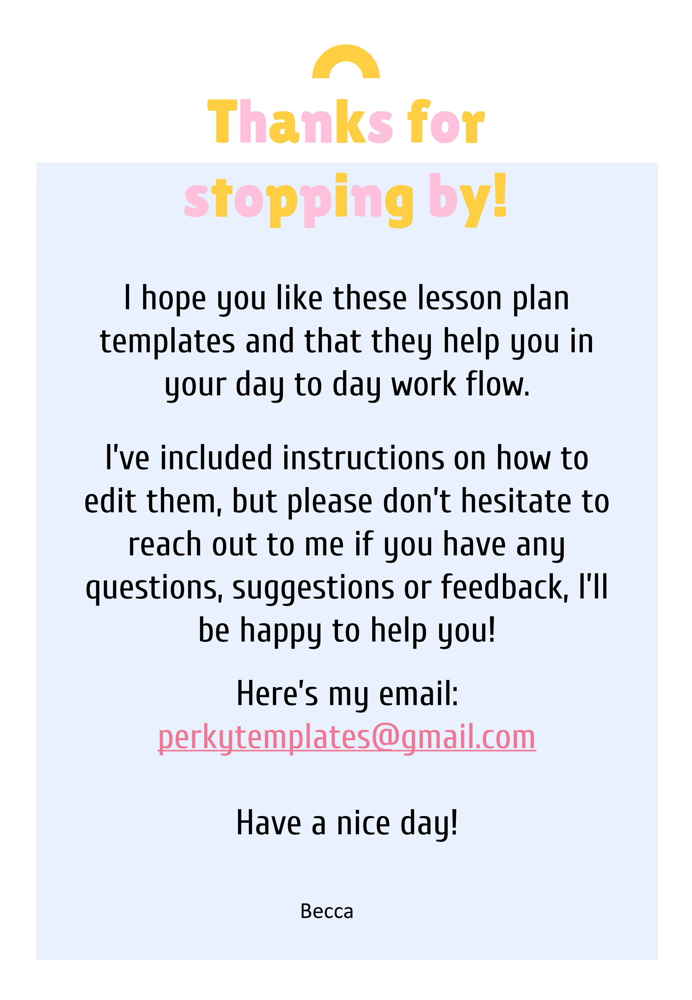 Thanks for
stopping by!
I hope you like these lesson plan
templates and that they help you in
your day to day work flow.
I've included instructions on how to
edit them, but please don't hesitate to
reach out to me if you have any
questions, suggestions or feedback, I'll
be happy to help you!
Here's my email:
perkytemplates@gmail.com
Have a nice day!
Becca